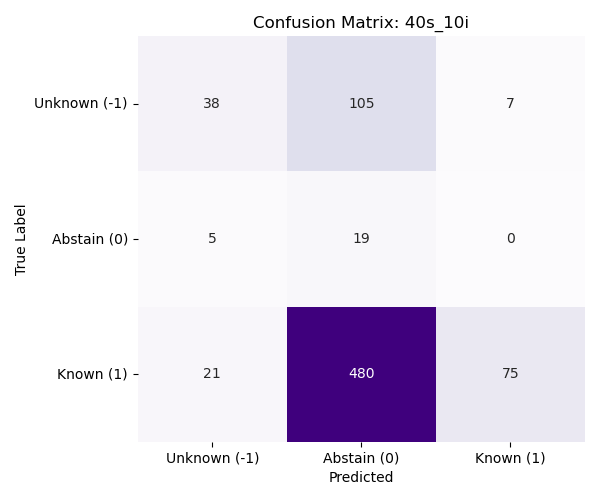 Confusion Matrix: 40s_10i
True Label
Unknown (-1) 38 105 7
Abstain (0) 5 19 0
Known (1) 21 480 75
Unknown (-1) Abstain (0) Known (1)
Predicted